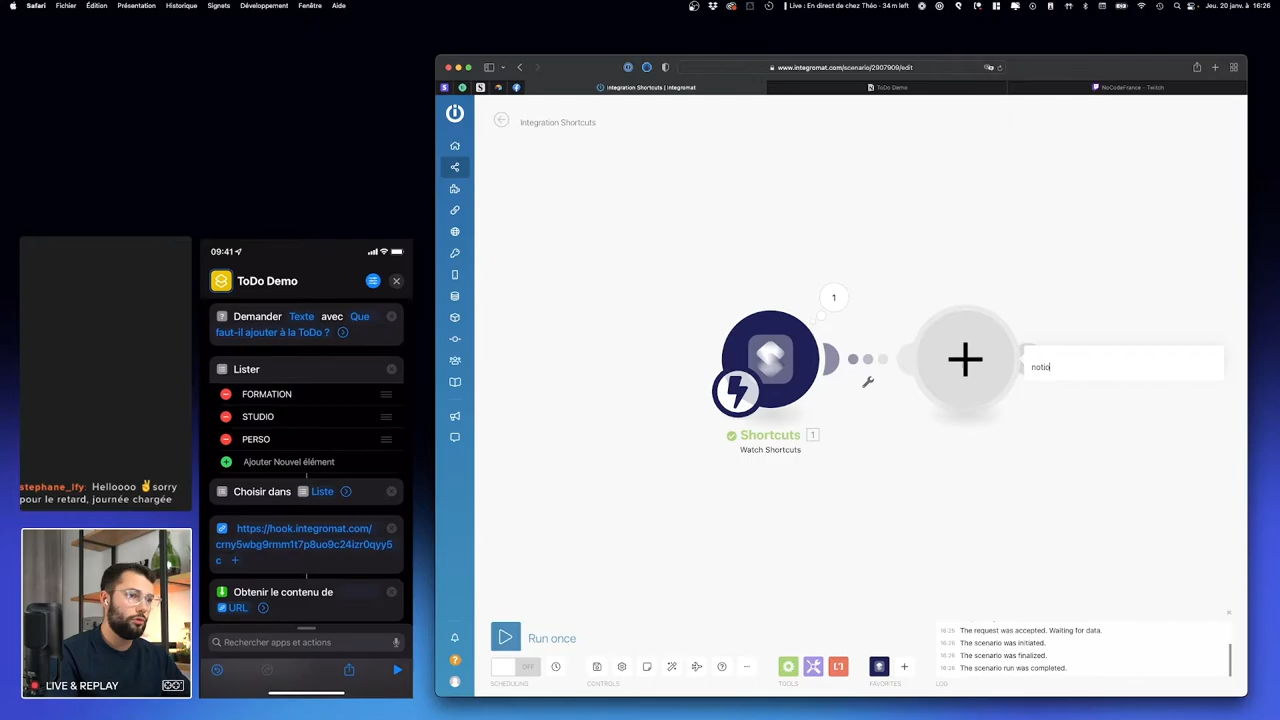 Safari Fichier Édition Présentation Historique Signets Développement Fenêtre Aide
Live : En direct de chez Théo · 34 m left
Jeu. 20 janv. à 16:26
www.integromat.com/scenario/2907909/edit
Integration Shortcuts | Integromat
ToDo Demo
NoCodeFrance - Twitch
Integration Shortcuts
1
notio
Shortcuts 1
Watch Shortcuts
Run once
OFF
SCHEDULING
CONTROLS
TOOLS
FAVORITES
LOG
16:25 The request was accepted. Waiting for data.
16:26 The scenario was initiated.
16:26 The scenario was finalized.
16:26 The scenario run was completed.
09:41
ToDo Demo
Demander Texte avec Que
faut-il ajouter à la ToDo ?
Lister
FORMATION
STUDIO
PERSO
Ajouter Nouvel élément
Choisir dans Liste
https://hook.integromat.com/
crny5wbg9rmm1t7p8uo9c24izr0qyy5
c +
Obtenir le contenu de
URL
Rechercher apps et actions
stephane_lfy: Helloooo ✌️sorry
pour le retard, journée chargée
LIVE & REPLAY